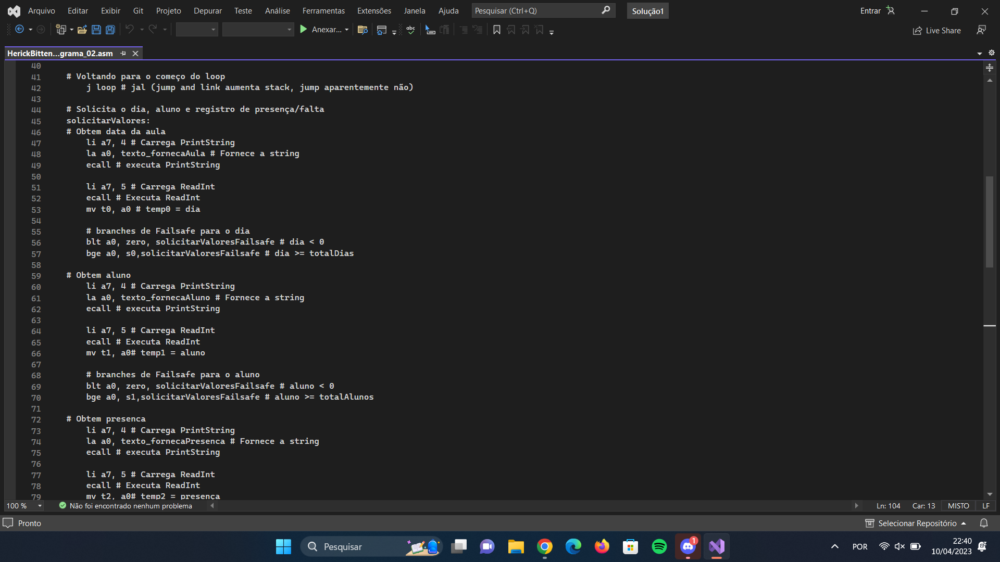 Arquivo Editar Exibir Git Projeto Depurar Teste Análise Ferramentas Extensões Janela Ajuda Pesquisar (Ctrl+Q) Solução1 Entrar
Anexar... abc Live Share
HerickBitten...grama_02.asm
40
41 # Voltando para o começo do loop
42 j loop # jal (jump and link aumenta stack, jump aparentemente não)
43
44 # Solicita o dia, aluno e registro de presença/falta
45 solicitarValores:
46 # Obtem data da aula
47 li a7, 4 # Carrega PrintString
48 la a0, texto_fornecaAula # Fornece a string
49 ecall # executa PrintString
50
51 li a7, 5 # Carrega ReadInt
52 ecall # Executa ReadInt
53 mv t0, a0 # temp0 = dia
54
55 # branches de Failsafe para o dia
56 blt a0, zero, solicitarValoresFailsafe # dia < 0
57 bge a0, s0,solicitarValoresFailsafe # dia >= totalDias
58
59 # Obtem aluno
60 li a7, 4 # Carrega PrintString
61 la a0, texto_fornecaAluno # Fornece a string
62 ecall # executa PrintString
63
64 li a7, 5 # Carrega ReadInt
65 ecall # Executa ReadInt
66 mv t1, a0# temp1 = aluno
67
68 # branches de Failsafe para o aluno
69 blt a0, zero, solicitarValoresFailsafe # aluno < 0
70 bge a0, s1,solicitarValoresFailsafe # aluno >= totalAlunos
71
72 # Obtem presenca
73 li a7, 4 # Carrega PrintString
74 la a0, texto_fornecaPresenca # Fornece a string
75 ecall # executa PrintString
76
77 li a7, 5 # Carrega ReadInt
78 ecall # Executa ReadInt
79 mv t2, a0# temp2 = presença
100 % Não foi encontrado nenhum problema Ln: 104 Car: 13 MISTO LF
Pronto Selecionar Repositório
Pesquisar 1 POR 22:40
10/04/2023